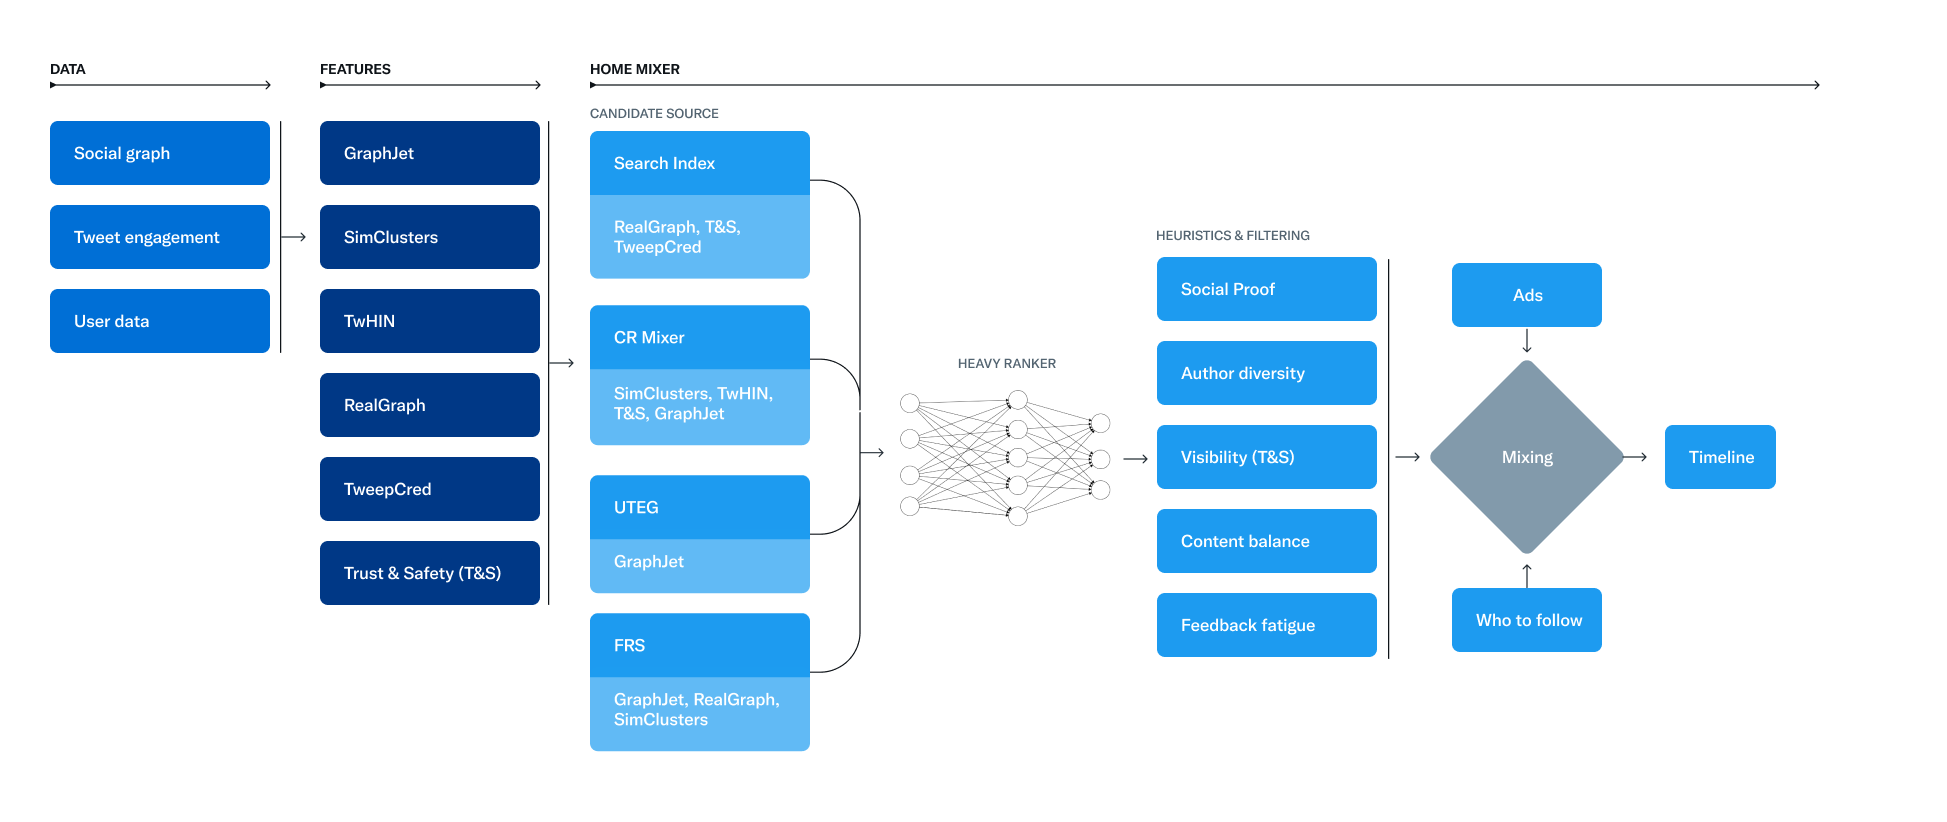 DATA
Social graph
Tweet engagement
User data
FEATURES
GraphJet
SimClusters
TwHIN
RealGraph
TweepCred
Trust & Safety (T&S)
HOME MIXER
CANDIDATE SOURCE
Search Index
RealGraph, T&S,
TweepCred
CR Mixer
SimClusters, TwHIN,
T&S, GraphJet
UTEG
GraphJet
FRS
GraphJet, RealGraph,
SimClusters
HEAVY RANKER
HEURISTICS & FILTERING
Social Proof
Author diversity
Visibility (T&S)
Content balance
Feedback fatigue
Ads
Mixing
Who to follow
Timeline